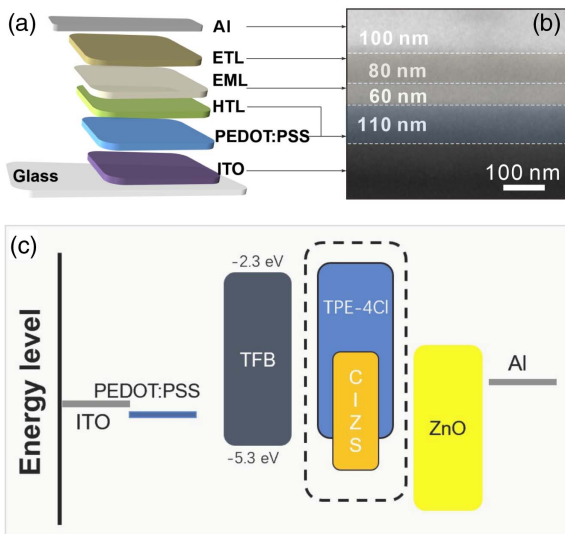 (a)
Al
ETL
EML
HTL
PEDOT:PSS
ITO
Glass
(b)
100 nm
80 nm
60 nm
110 nm
100 nm
(c)
Energy level
ITO
PEDOT:PSS
-2.3 eV
TFB
-5.3 eV
TPE-4Cl
CIZS
ZnO
Al